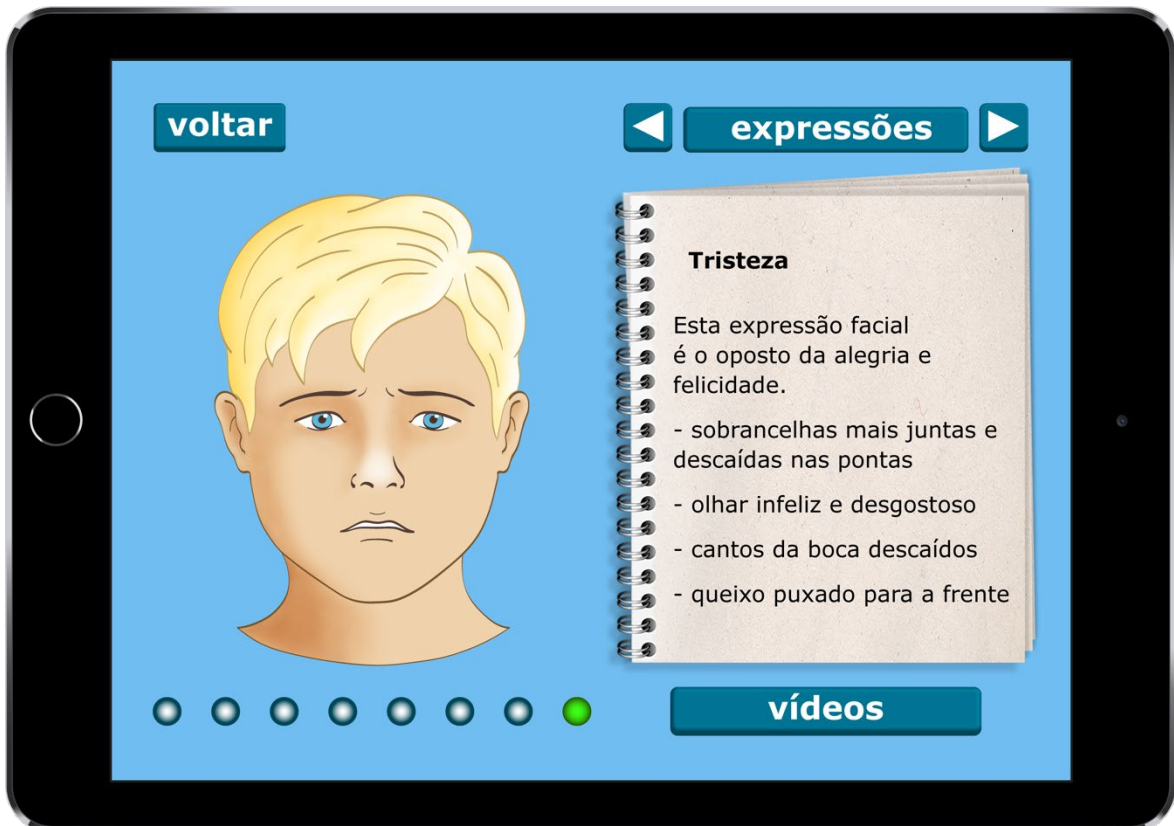 voltar
expressões
Tristeza
Esta expressão facial
é o oposto da alegria e
felicidade.
- sobrancelhas mais juntas e
descaídas nas pontas
- olhar infeliz e desgostoso
- cantos da boca descaídos
- queixo puxado para a frente
vídeos